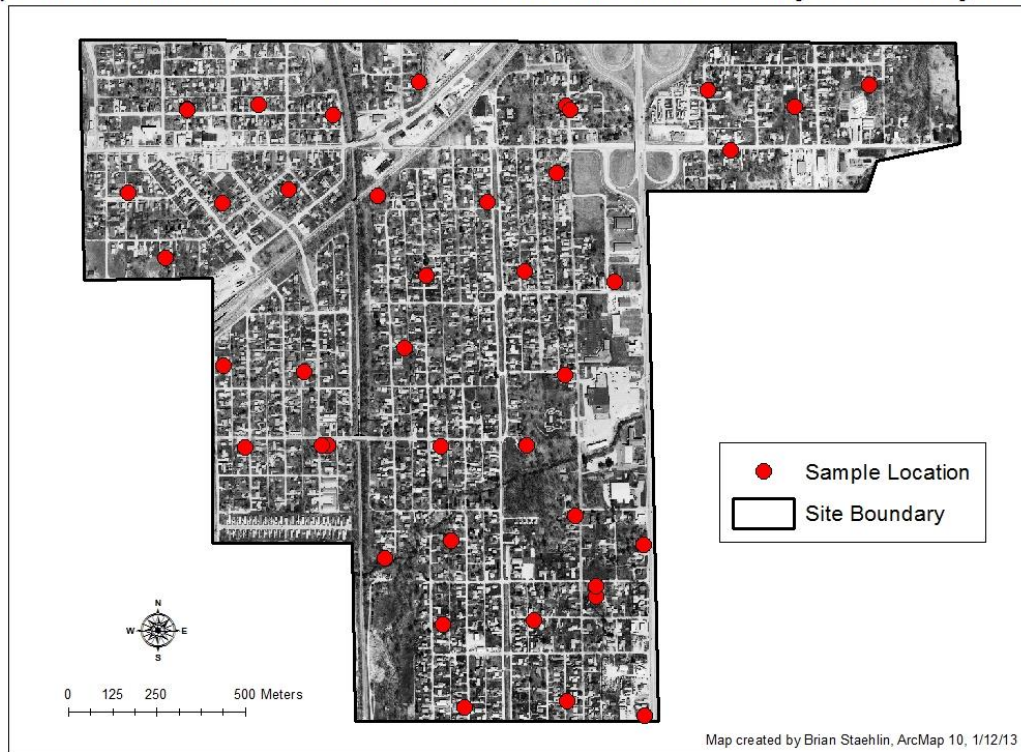 Sample Location
Site Boundary
N
W E
S
0 125 250 500 Meters
Map created by Brian Staehlin, ArcMap 10, 1/12/13